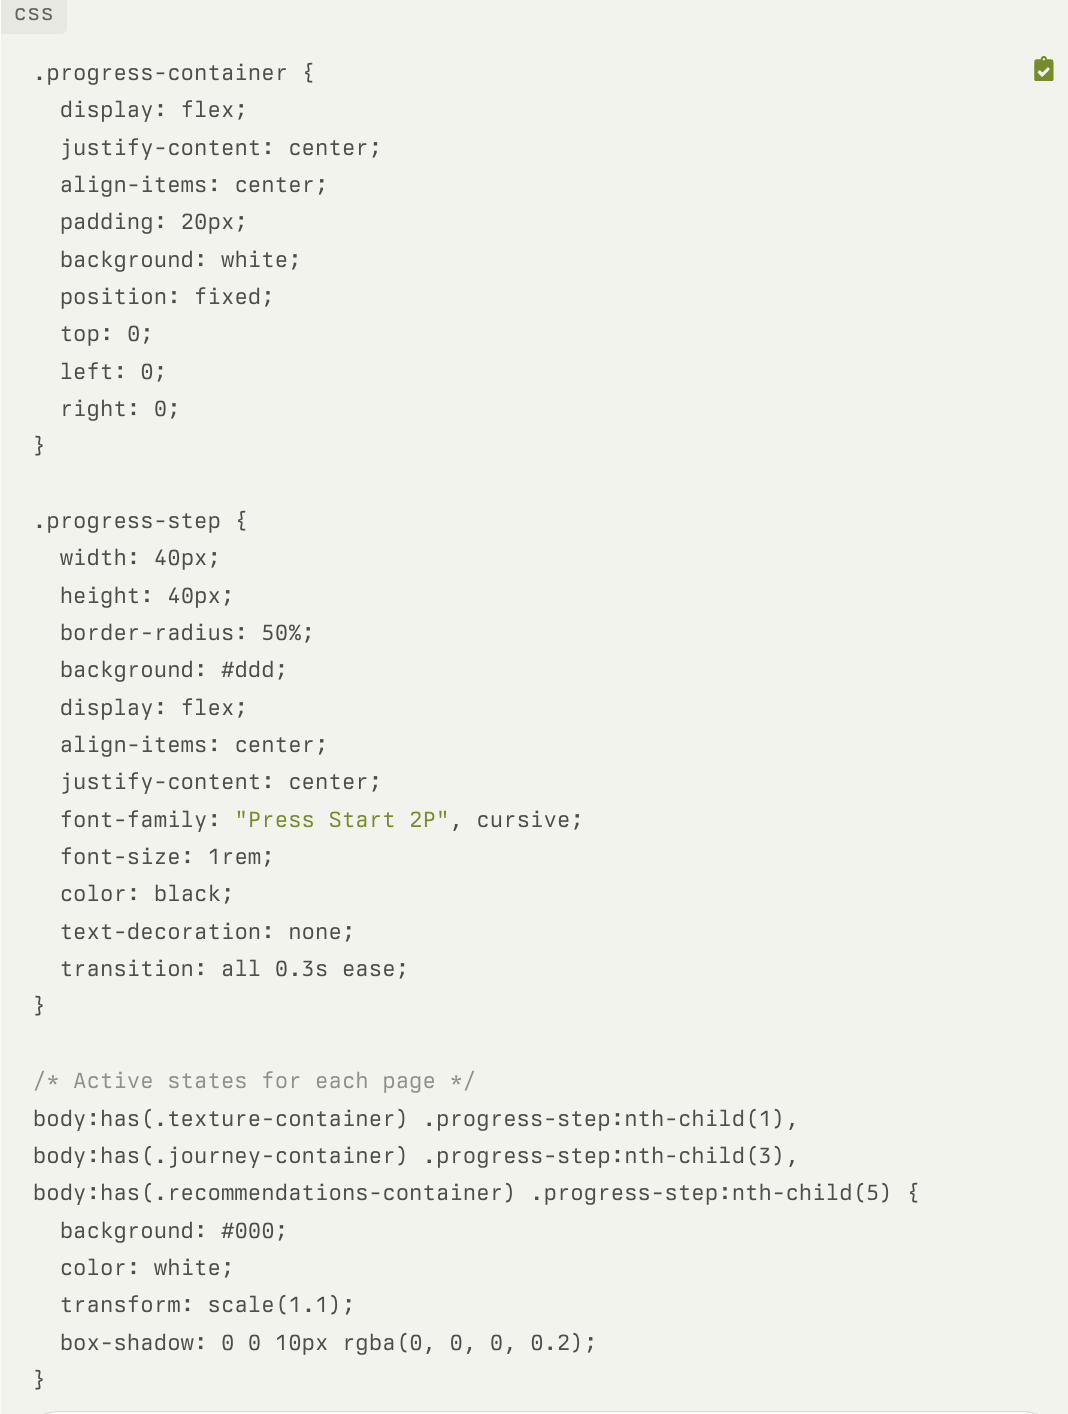 CSS
.progress-container {
  display: flex;
  justify-content: center;
  align-items: center;
  padding: 20px;
  background: white;
  position: fixed;
  top: 0;
  left: 0;
  right: 0;
}

.progress-step {
  width: 40px;
  height: 40px;
  border-radius: 50%;
  background: #ddd;
  display: flex;
  align-items: center;
  justify-content: center;
  font-family: "Press Start 2P", cursive;
  font-size: 1rem;
  color: black;
  text-decoration: none;
  transition: all 0.3s ease;
}

/* Active states for each page */
body:has(.texture-container) .progress-step:nth-child(1),
body:has(.journey-container) .progress-step:nth-child(3),
body:has(.recommendations-container) .progress-step:nth-child(5) {
  background: #000;
  color: white;
  transform: scale(1.1);
  box-shadow: 0 0 10px rgba(0, 0, 0, 0.2);
}